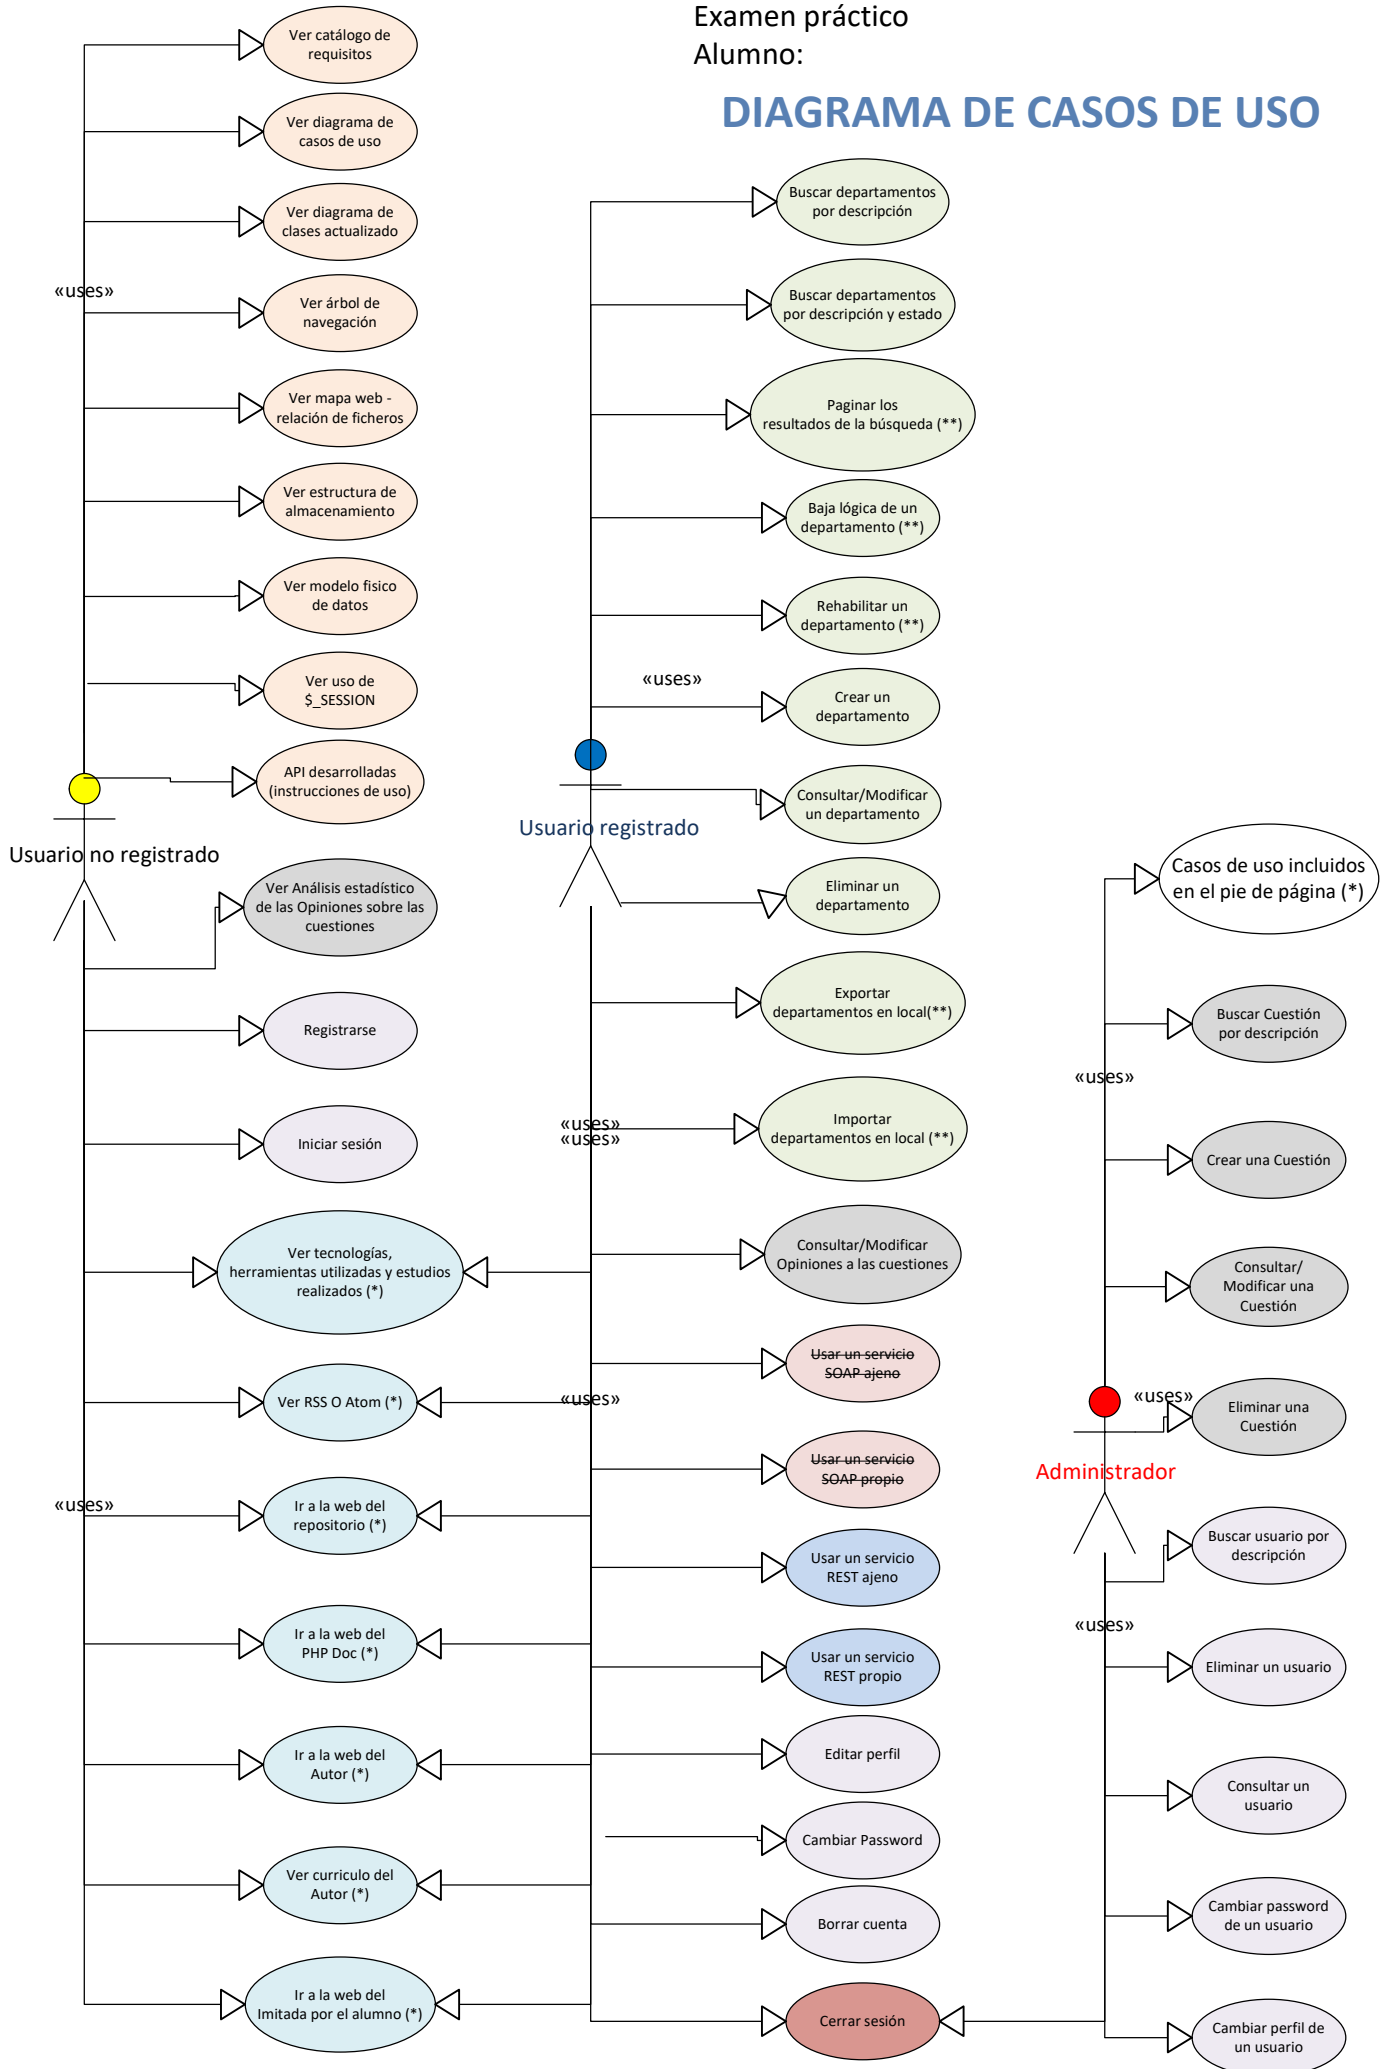 Examen práctico
Alumno:
DIAGRAMA DE CASOS DE USO
Ver catálogo de
requisitos
Ver diagrama de
casos de uso
Ver diagrama de
clases actualizado
«uses»
Ver árbol de
navegación
Ver mapa web -
relación de ficheros
Ver estructura de
almacenamiento
Ver modelo fisico
de datos
Ver uso de
$_SESSION
API desarrolladas
(instrucciones de uso)
Usuario no registrado
Ver Análisis estadístico
de las Opiniones sobre las
cuestiones
Registrarse
Iniciar sesión
Ver tecnologías,
herramientas utilizadas y estudios
realizados (*)
Ver RSS O Atom (*)
«uses»
Ir a la web del
repositorio (*)
Ir a la web del
PHP Doc (*)
Ir a la web del
Autor (*)
Ver curriculo del
Autor (*)
Ir a la web del
Imitada por el alumno (*)
Buscar departamentos
por descripción
Buscar departamentos
por descripción y estado
Paginar los
resultados de la búsqueda (**)
Baja lógica de un
departamento (**)
Rehabilitar un
departamento (**)
«uses»
Crear un
departamento
Consultar/Modificar
un departamento
Usuario registrado
Eliminar un
departamento
Exportar
departamentos en local(**)
«uses»
«uses»
Importar
departamentos en local (**)
Consultar/Modificar
Opiniones a las cuestiones
Usar un servicio
SOAP ajeno
«uses»
Usar un servicio
SOAP propio
Usar un servicio
REST ajeno
Usar un servicio
REST propio
Editar perfil
Cambiar Password
Borrar cuenta
Cerrar sesión
Casos de uso incluidos
en el pie de página (*)
Buscar Cuestión
por descripción
«uses»
Crear una Cuestión
Consultar/
Modificar una
Cuestión
«uses»
Eliminar una
Cuestión
Administrador
Buscar usuario por
descripción
«uses»
Eliminar un usuario
Consultar un
usuario
Cambiar password
de un usuario
Cambiar perfil de
un usuario